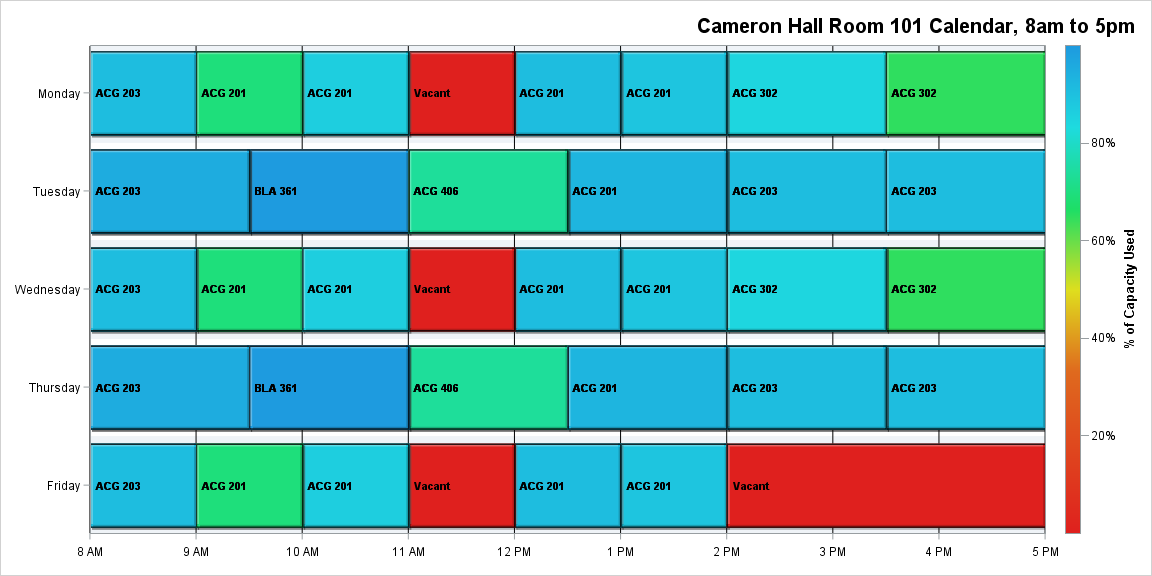 Cameron Hall Room 101 Calendar, 8am to 5pm
Monday ACG 203 ACG 201 ACG 201 Vacant ACG 201 ACG 201 ACG 302 ACG 302
80%
Tuesday ACG 203 BLA 361 ACG 406 ACG 201 ACG 203 ACG 203
60%
% of Capacity Used
Wednesday ACG 203 ACG 201 ACG 201 Vacant ACG 201 ACG 201 ACG 302 ACG 302
40%
Thursday ACG 203 BLA 361 ACG 406 ACG 201 ACG 203 ACG 203
20%
Friday ACG 203 ACG 201 ACG 201 Vacant ACG 201 ACG 201 Vacant
8 AM 9 AM 10 AM 11 AM 12 PM 1 PM 2 PM 3 PM 4 PM 5 PM